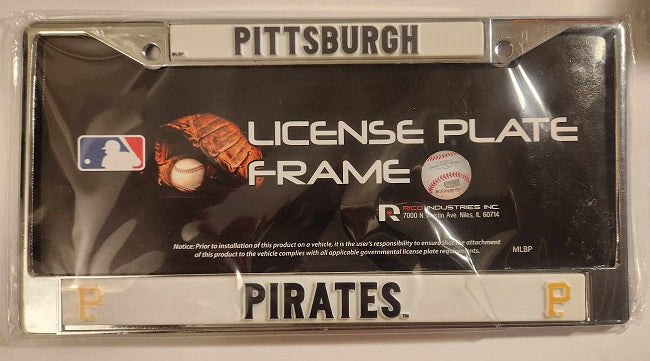 PITTSBURGH
MLBP
LICENSE PLATE
FRAME
RICO INDUSTRIES INC.
7000 N. Austin Ave. Niles, IL 60714
Notice: Prior to installation of this product on a vehicle, it is the user's responsibility to ensure that the attachment
of this product to the vehicle complies with all applicable governmental license plate requirements.
MLBP
P
PIRATES™
P